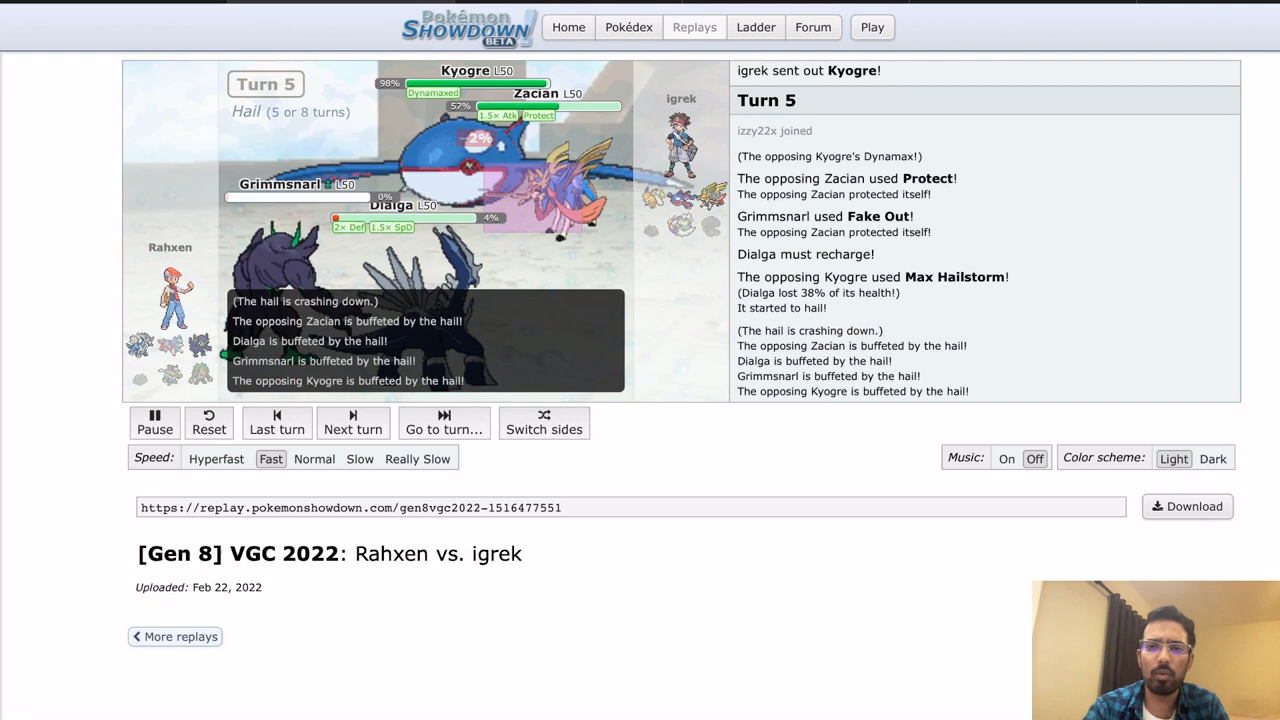 Pokémon
SHOWDOWN!
BETA
Home
Pokédex
Replays
Ladder
Forum
Play
Turn 5
Hail (5 or 8 turns)
Kyogre L50
98%
Dynamaxed
Zacian L50
57%
1.5× Atk
Protect
-2%
Grimmsnarl L50
0%
Dialga L50
4%
2× Def
1.5× SpD
Rahxen
igrek
(The hail is crashing down.)
The opposing Zacian is buffeted by the hail!
Dialga is buffeted by the hail!
Grimmsnarl is buffeted by the hail!
The opposing Kyogre is buffeted by the hail!
igrek sent out Kyogre!
Turn 5
izzy22x joined
(The opposing Kyogre's Dynamax!)
The opposing Zacian used Protect!
The opposing Zacian protected itself!
Grimmsnarl used Fake Out!
The opposing Zacian protected itself!
Dialga must recharge!
The opposing Kyogre used Max Hailstorm!
(Dialga lost 38% of its health!)
It started to hail!
(The hail is crashing down.)
The opposing Zacian is buffeted by the hail!
Dialga is buffeted by the hail!
Grimmsnarl is buffeted by the hail!
The opposing Kyogre is buffeted by the hail!
Pause
Reset
Last turn
Next turn
Go to turn...
Switch sides
Speed:
Hyperfast
Fast
Normal
Slow
Really Slow
Music:
On
Off
Color scheme:
Light
Dark
https://replay.pokemonshowdown.com/gen8vgc2022-1516477551
Download
[Gen 8] VGC 2022: Rahxen vs. igrek
Uploaded: Feb 22, 2022
More replays